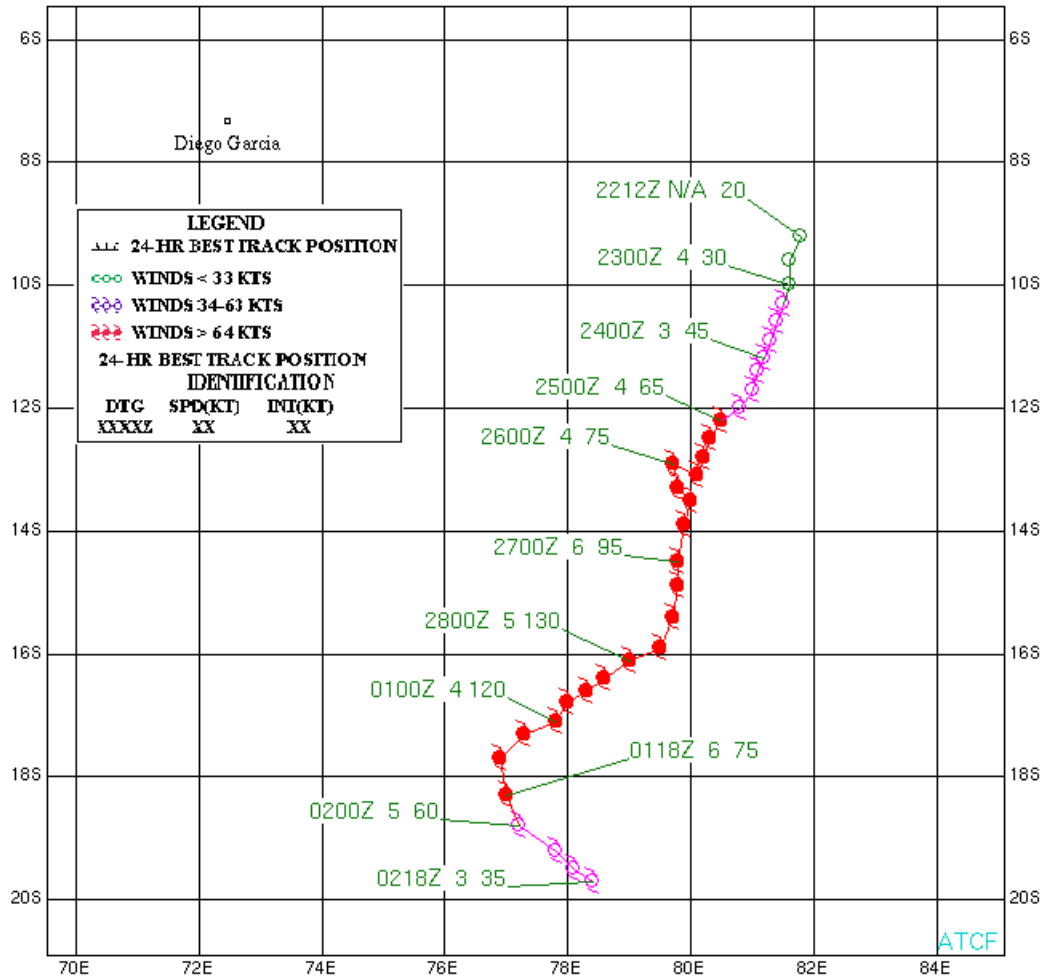 6S 6S
Diego Garcia
8S 8S
2212Z N/A 20
LEGEND
24-HR BEST TRACK POSITION
WINDS < 33 KTS
WINDS 34-63 KTS
WINDS > 64 KTS
24-HR BEST TRACK POSITION
IDENTIFICATION
DTG SPD(KT) INT(KT)
XXXXZ XX XX
2300Z 4 30
10S 10S
2400Z 3 45
2500Z 4 65
12S 12S
2600Z 4 75
14S 14S
2700Z 6 95
2800Z 5 130
16S 16S
0100Z 4 120
0118Z 6 75
18S 18S
0200Z 5 60
0218Z 3 35
20S 20S
ATCF
70E 72E 74E 76E 78E 80E 82E 84E